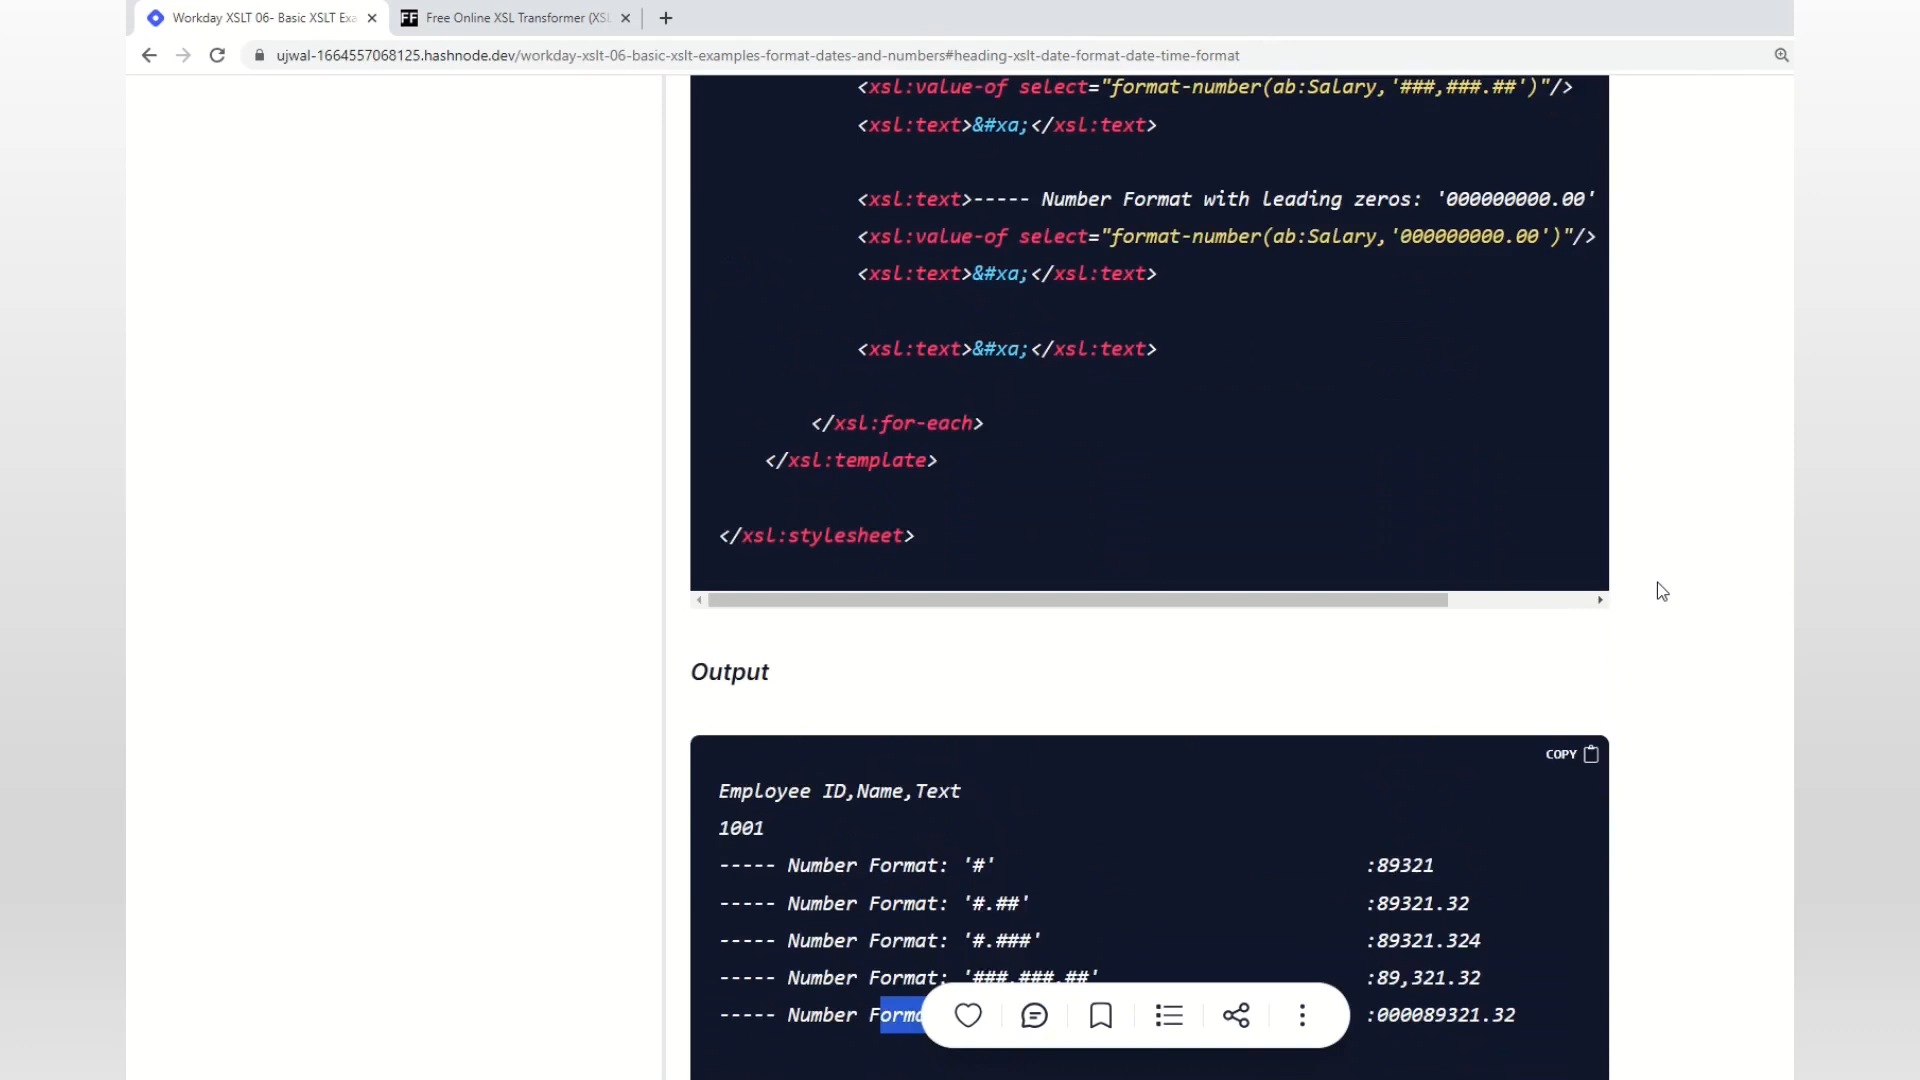 Workday XSLT 06- Basic XSLT Exa
FF Free Online XSL Transformer (XSL
ujwal-1664557068125.hashnode.dev/workday-xslt-06-basic-xslt-examples-format-dates-and-numbers#heading-xslt-date-format-date-time-format
<xsl:value-of select="format-number(ab:Salary,'###,###.##')"/>
<xsl:text>&#xa;</xsl:text>
<xsl:text>----- Number Format with leading zeros: '000000000.00'
<xsl:value-of select="format-number(ab:Salary,'000000000.00')"/>
<xsl:text>&#xa;</xsl:text>
<xsl:text>&#xa;</xsl:text>
</xsl:for-each>
</xsl:template>
</xsl:stylesheet>
Output
COPY
Employee ID,Name,Text
1001
----- Number Format: '#' :89321
----- Number Format: '#.##' :89321.32
----- Number Format: '#.###' :89321.324
----- Number Format: '###,###.##' :89,321.32
----- Number Forma :000089321.32